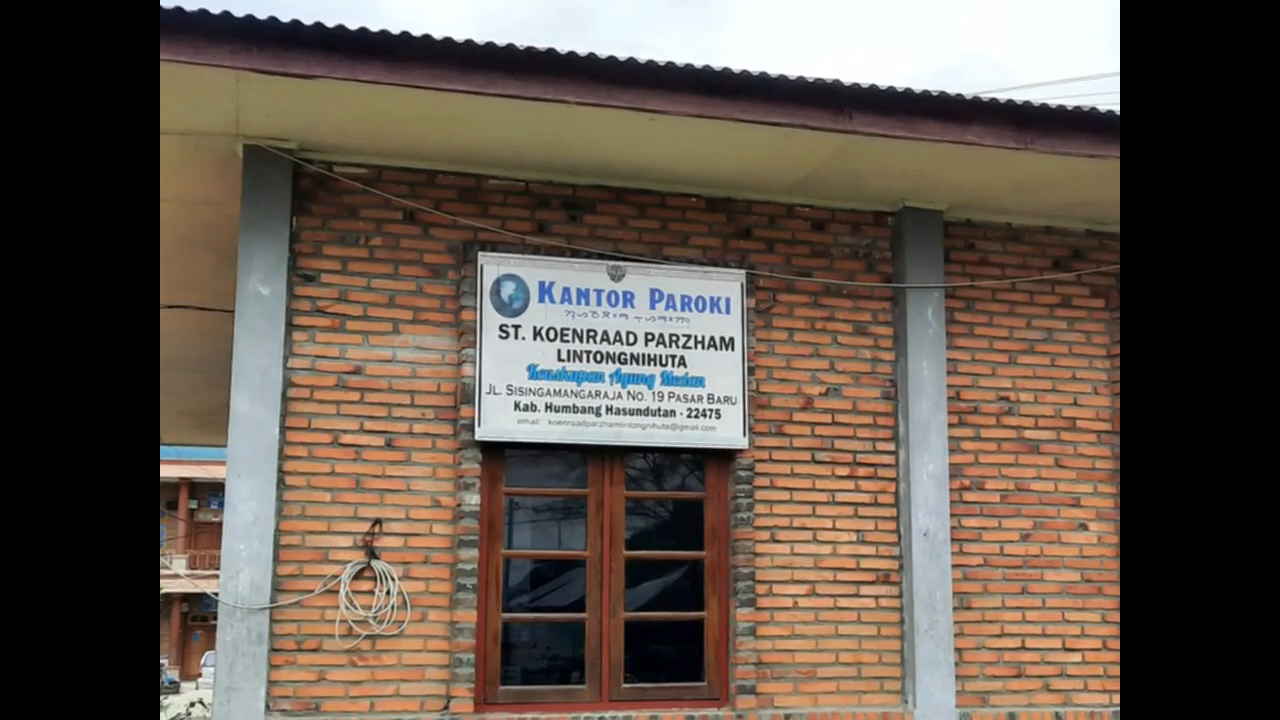 KANTOR PAROKI
ST. KOENRAAD PARZHAM
LINTONGNIHUTA
Keuskupan Agung Medan
JL. SISINGAMANGARAJA NO. 19 PASAR BARU
Kab. Humbang Hasundutan - 22475
email: koenraadparzhamlintongnihuta@gmail.com